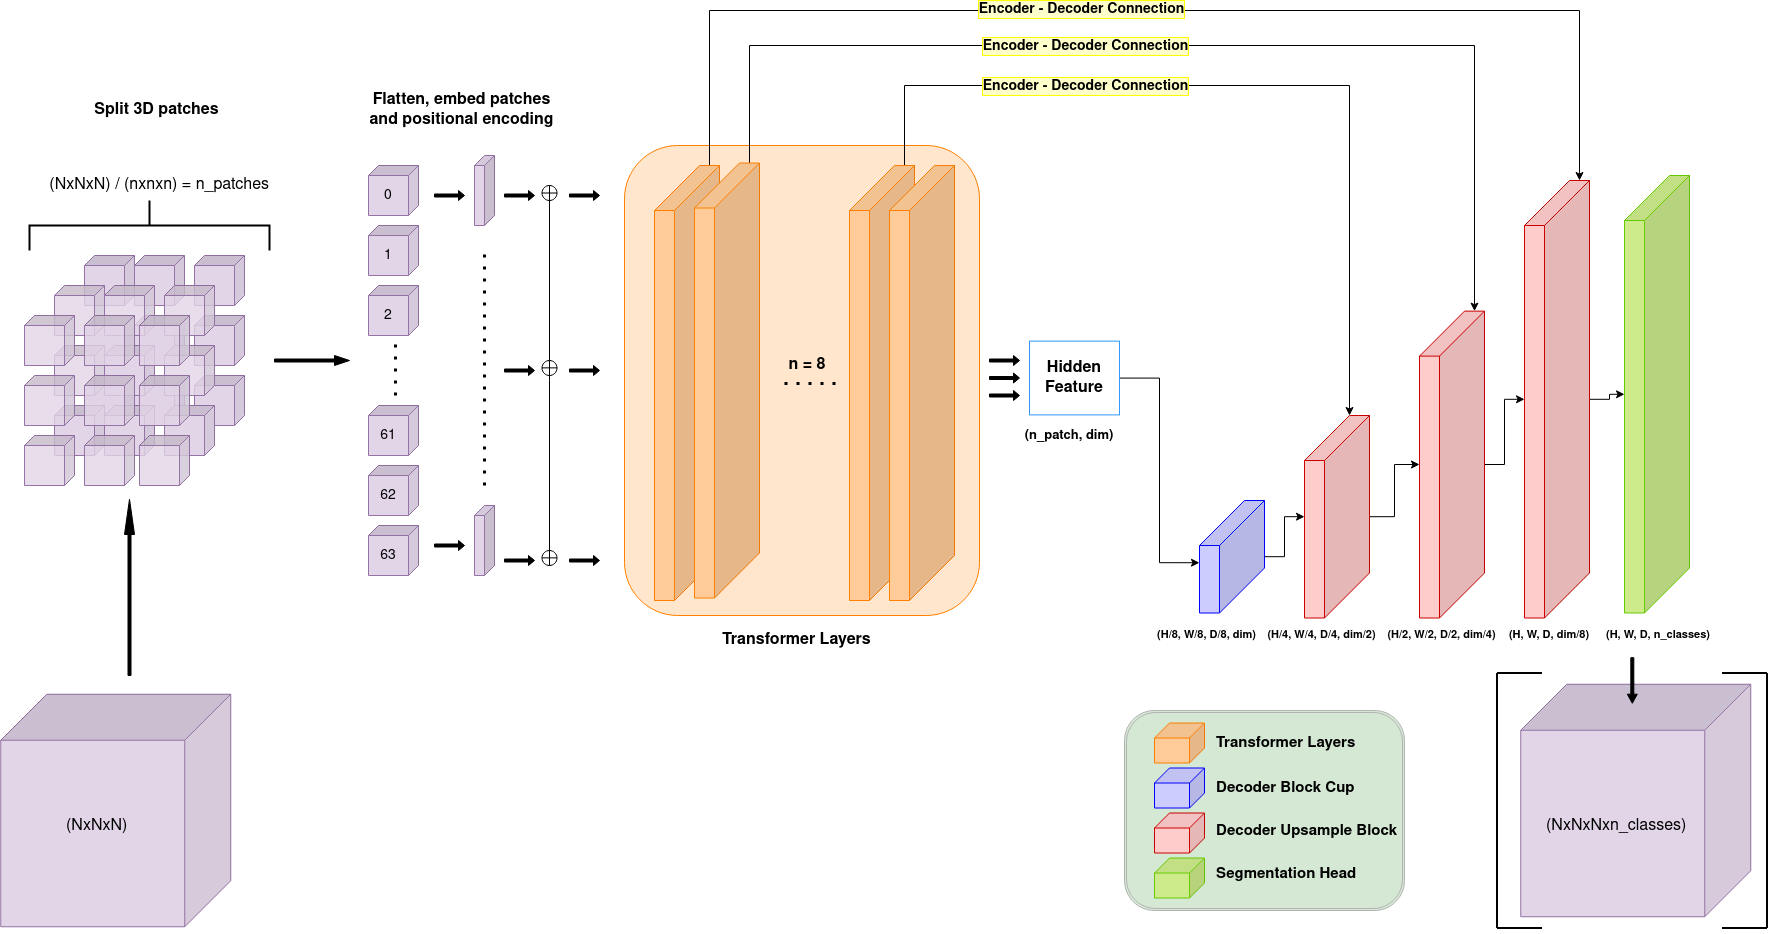 Encoder - Decoder Connection
Encoder - Decoder Connection
Encoder - Decoder Connection
Split 3D patches
(NxNxN) / (nxnxn) = n_patches
Flatten, embed patches
and positional encoding
0
1
2
61
62
63
n = 8
Transformer Layers
Hidden
Feature
(n_patch, dim)
(H/8, W/8, D/8, dim)
(H/4, W/4, D/4, dim/2)
(H/2, W/2, D/2, dim/4)
(H, W, D, dim/8)
(H, W, D, n_classes)
(NxNxN)
Transformer Layers
Decoder Block Cup
Decoder Upsample Block
Segmentation Head
(NxNxNxn_classes)